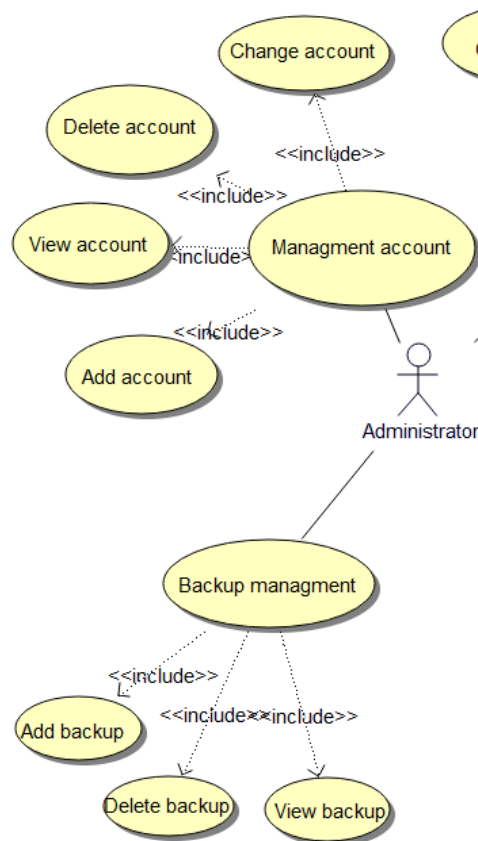 Change account
<<include>>
Delete account
<<include>>
View account
<include>
Managment account
<<include>>
Add account
Administrator
Backup managment
<<include>>
<<include>>
<<include>>
Add backup
Delete backup
View backup